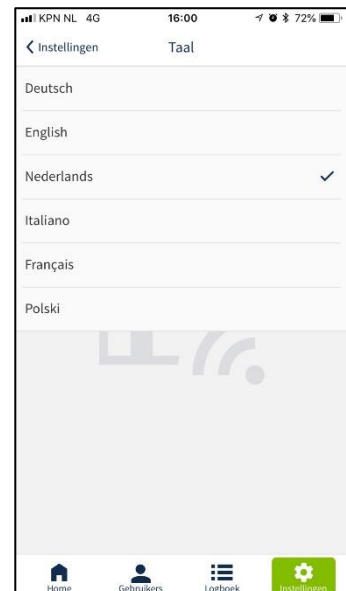 KPN NL 4G 16:00 72%
Instellingen Taal
Deutsch
English
Nederlands
Italiano
Français
Polski
Home Gebruikers Logboek Instellingen